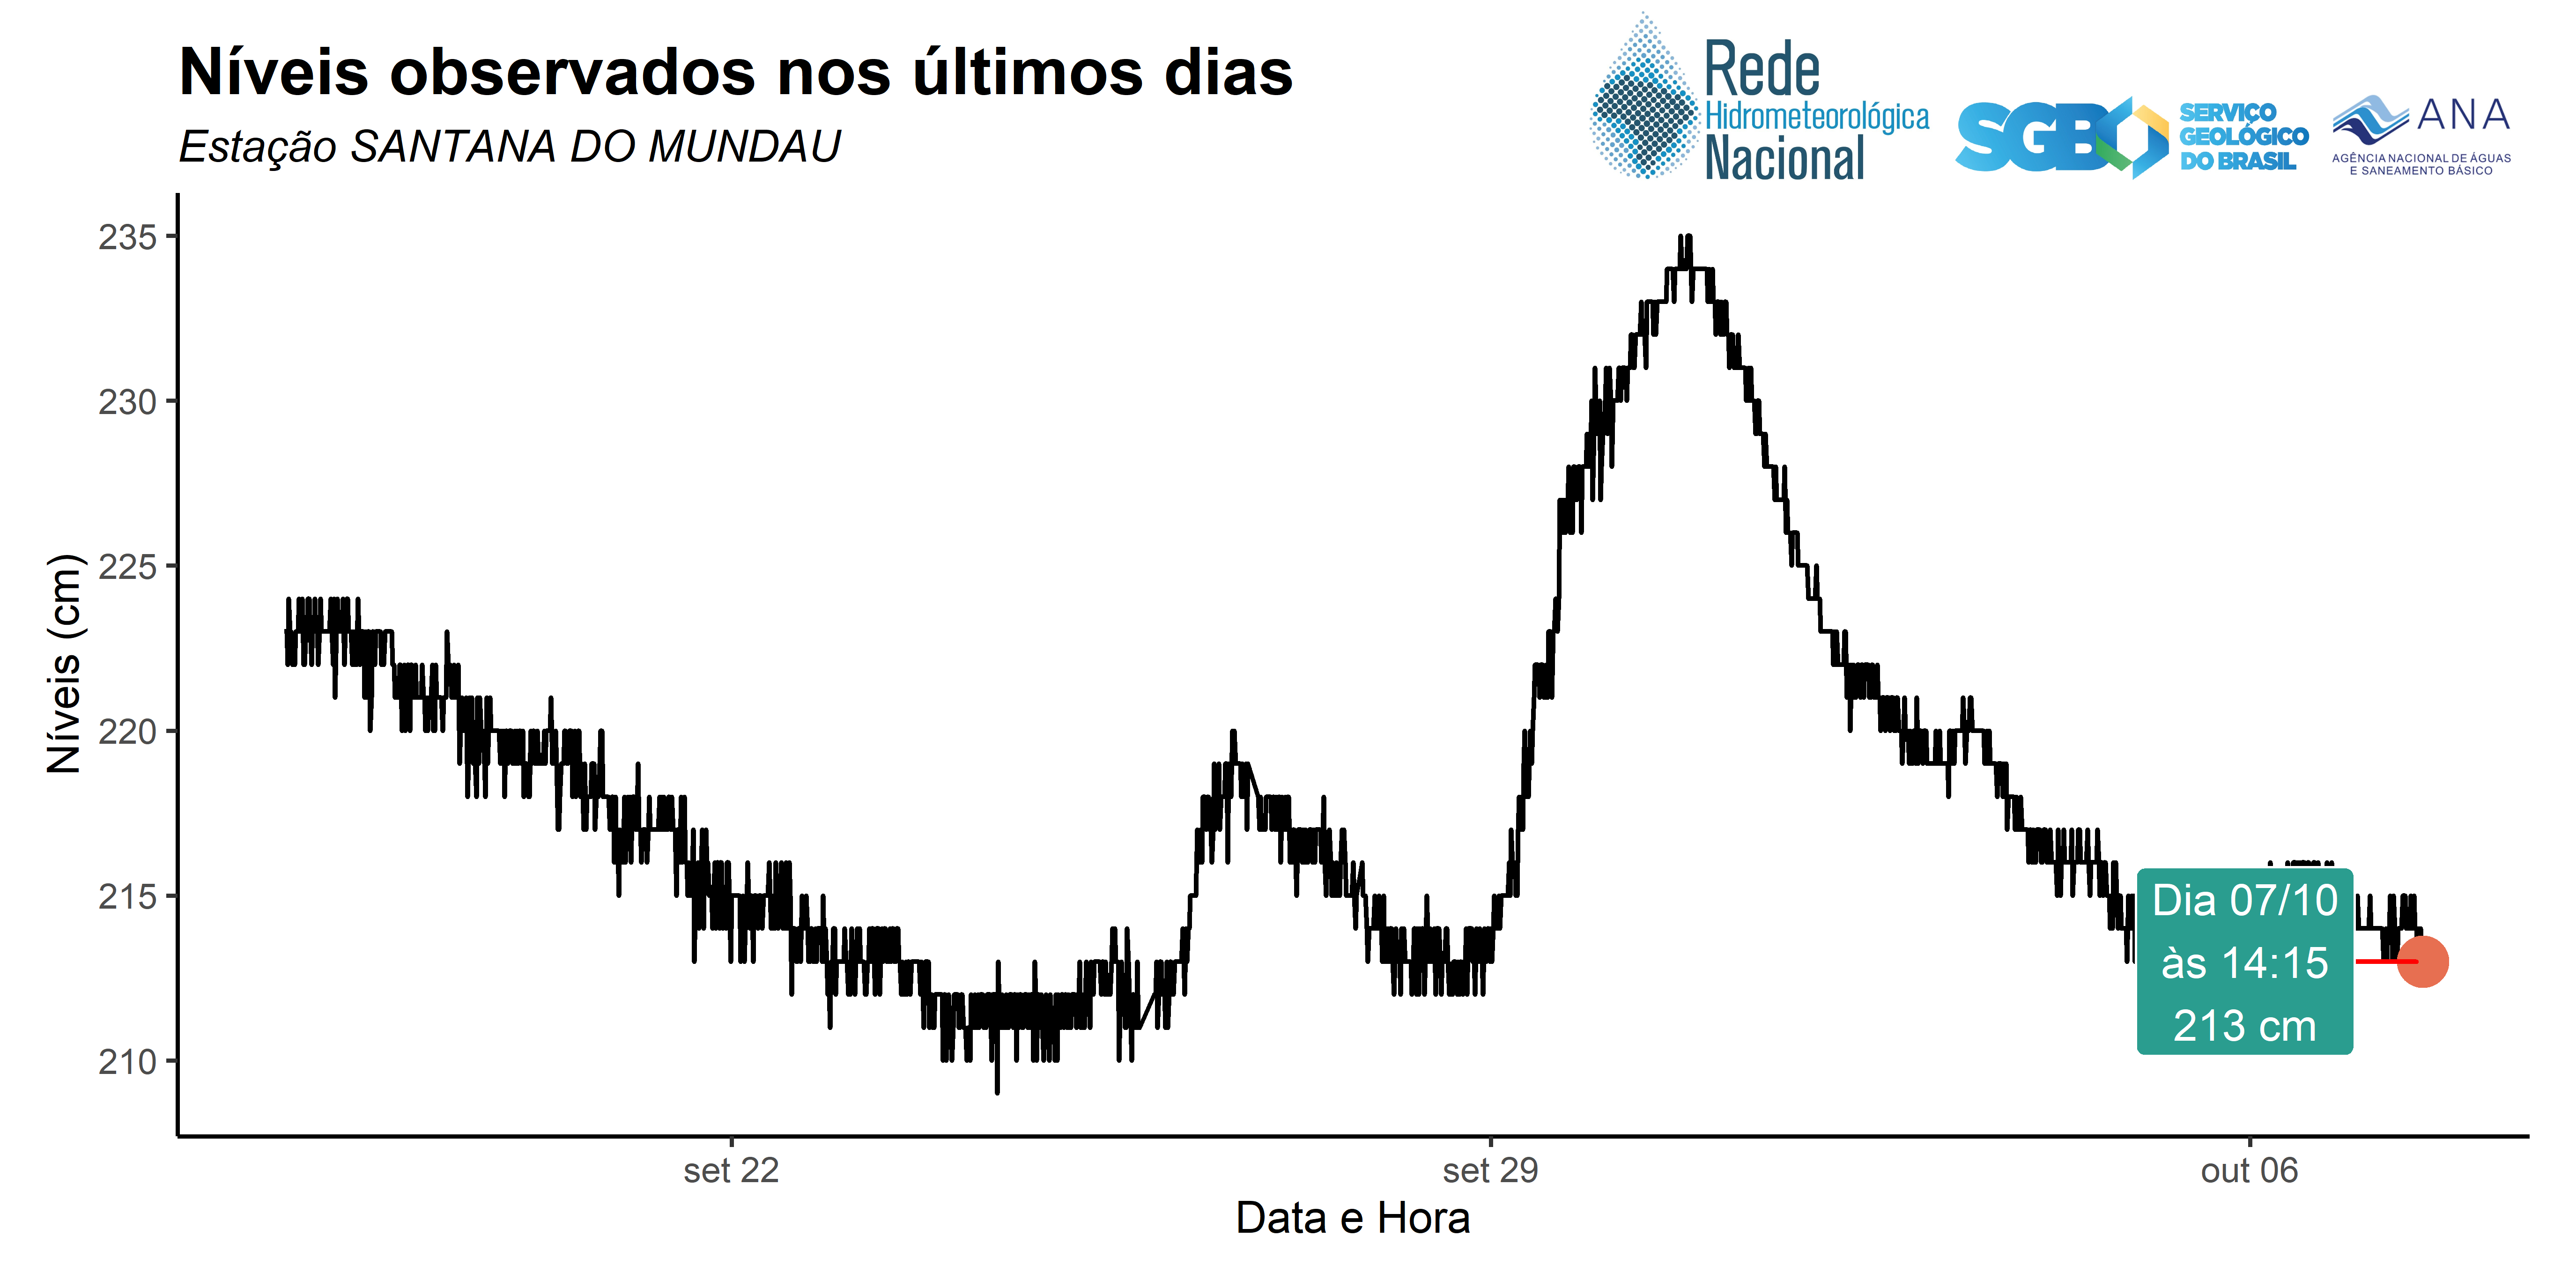 Níveis observados nos últimos dias
Estação SANTANA DO MUNDAU
Rede
Hidrometeorológica
Nacional
SGB
SERVIÇO
GEOLÓGICO
DO BRASIL
ANA
AGÊNCIA NACIONAL DE ÁGUAS
E SANEAMENTO BÁSICO
Níveis (cm)
235
230
225
220
215
210
Dia 07/10
às 14:15
213 cm
set 22
set 29
out 06
Data e Hora